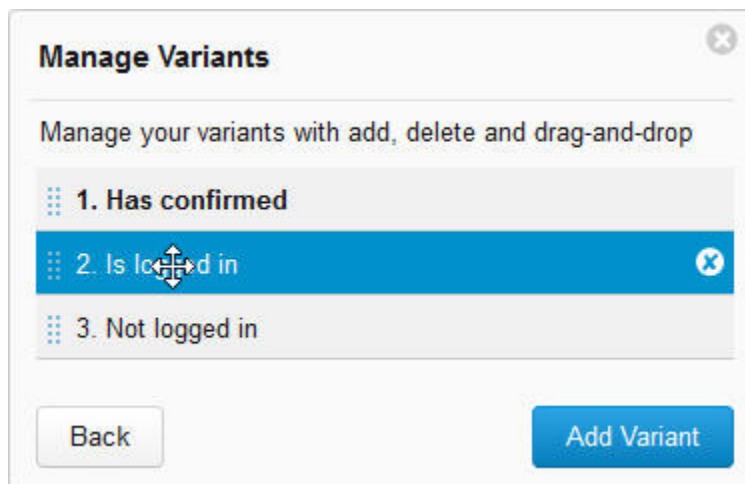 Manage Variants
Manage your variants with add, delete and drag-and-drop
1. Has confirmed
2. Is logged in
3. Not logged in
Back
Add Variant